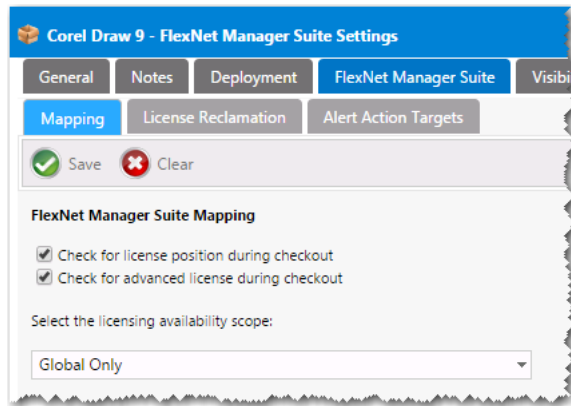 Corel Draw 9 - FlexNet Manager Suite Settings
General Notes Deployment FlexNet Manager Suite Visibi
Mapping License Reclamation Alert Action Targets
Save Clear
FlexNet Manager Suite Mapping
Check for license position during checkout
Check for advanced license during checkout
Select the licensing availability scope:
Global Only